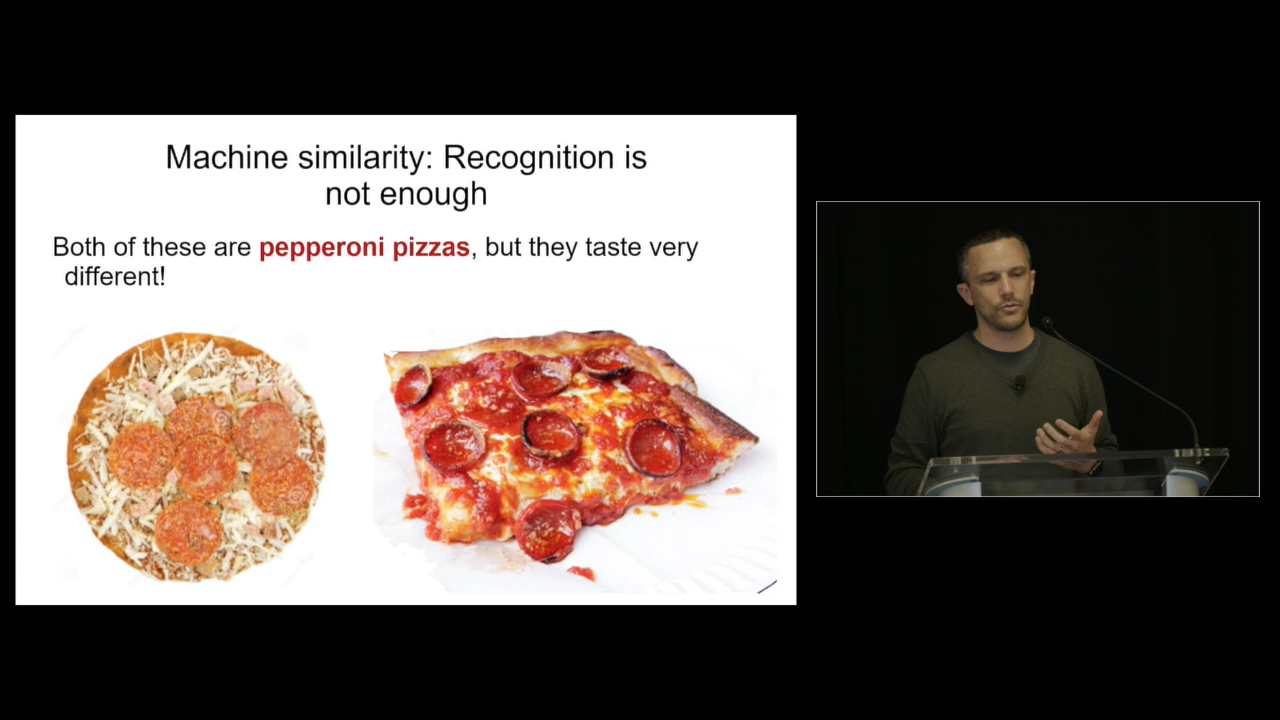 Machine similarity: Recognition is
not enough
Both of these are pepperoni pizzas, but they taste very
different!